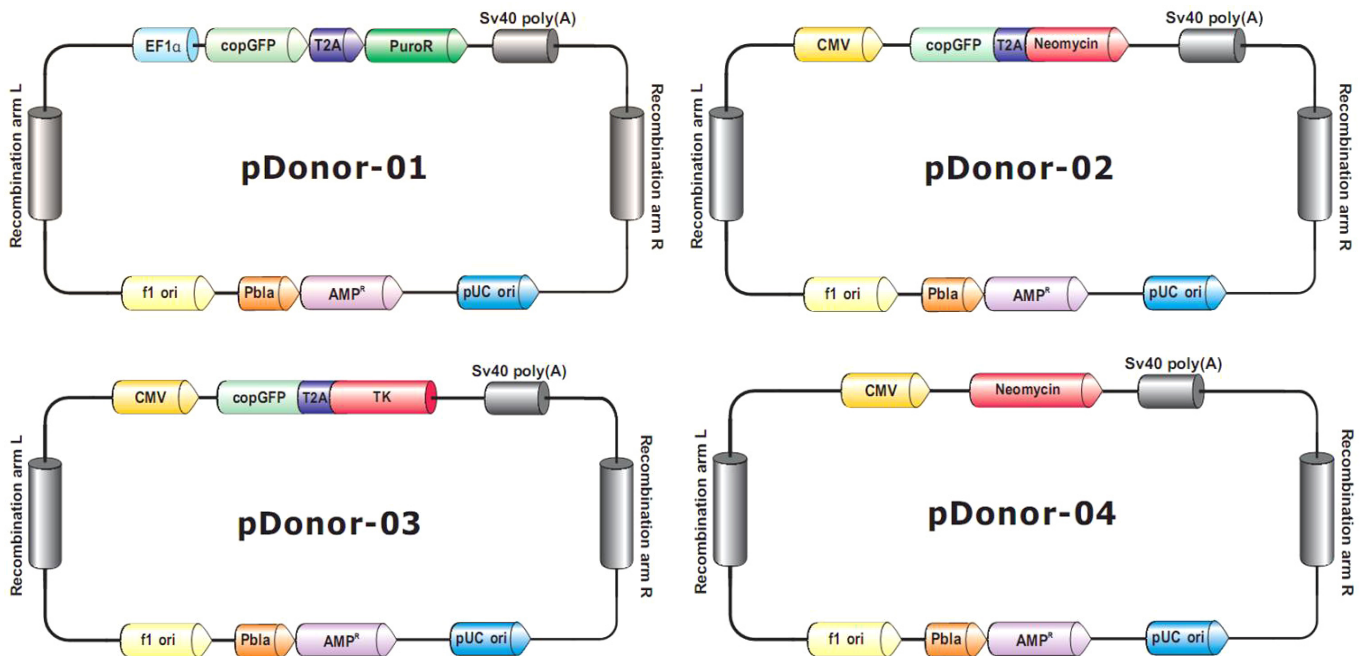 Sv40 poly(A)
EF1α copGFP T2A PuroR
Recombination arm L
Recombination arm R
pDonor-01
f1 ori Pbla AMPᴿ pUC ori
Sv40 poly(A)
CMV copGFP T2A Neomycin
Recombination arm L
Recombination arm R
pDonor-02
f1 ori Pbla AMPᴿ pUC ori
Sv40 poly(A)
CMV copGFP T2A TK
Recombination arm L
Recombination arm R
pDonor-03
f1 ori Pbla AMPᴿ pUC ori
Sv40 poly(A)
CMV Neomycin
Recombination arm L
Recombination arm R
pDonor-04
f1 ori Pbla AMPᴿ pUC ori